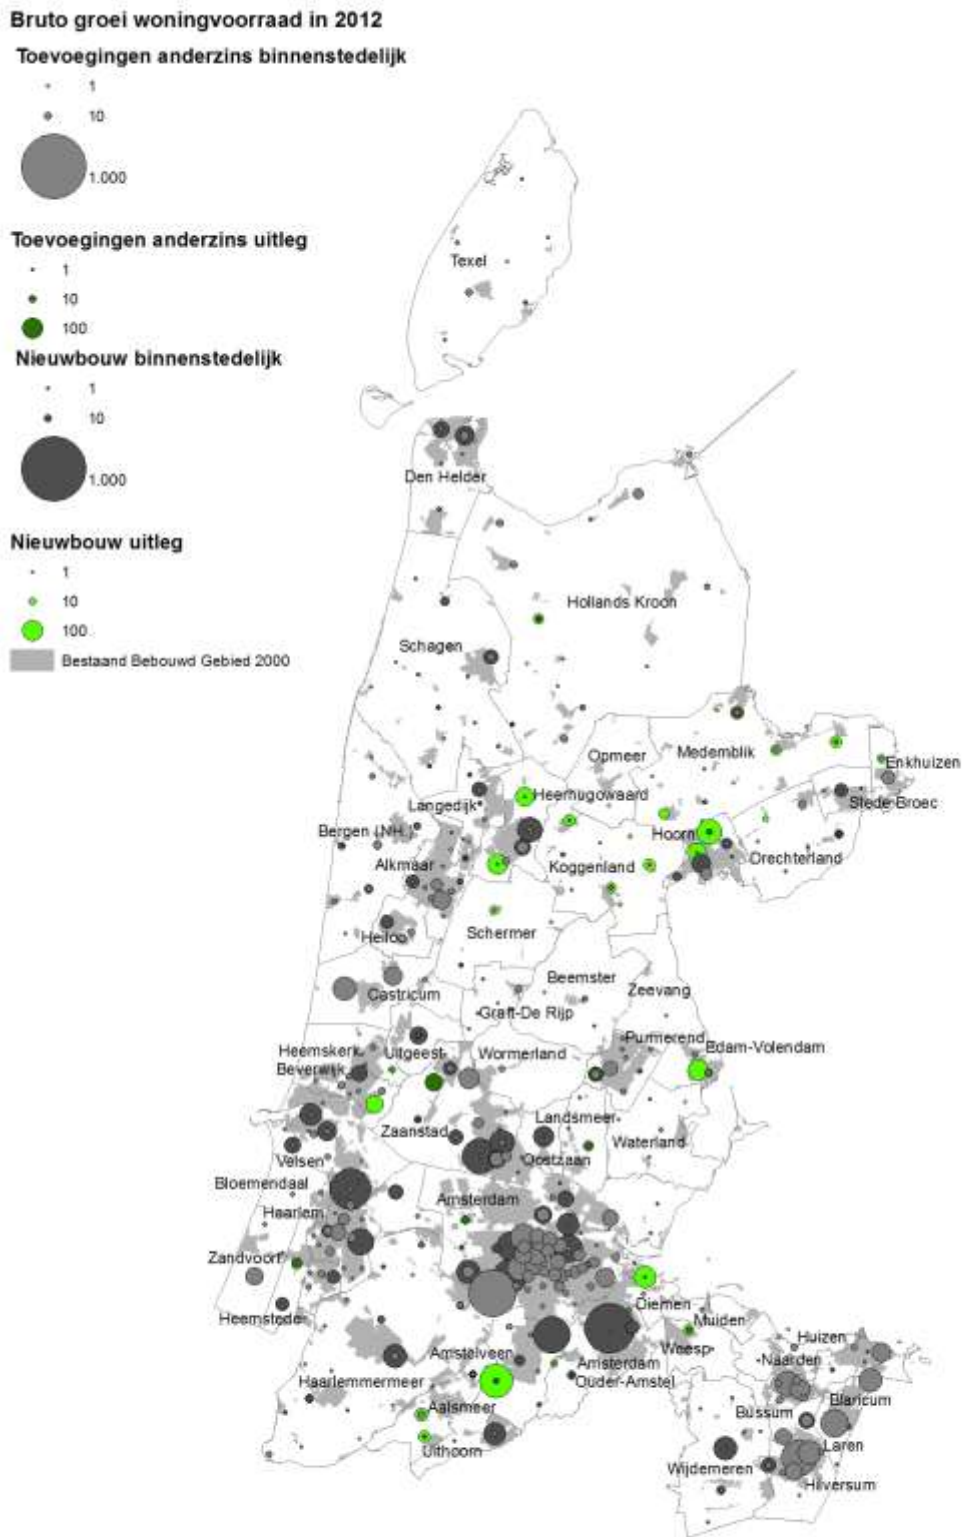 Bruto groei woningvoorraad in 2012
Toevoegingen anderzins binnenstedelijk
1
10
1.000
Toevoegingen anderzins uitleg
1
10
100
Nieuwbouw binnenstedelijk
1
10
1.000
Nieuwbouw uitleg
1
10
100
Bestaand Bebouwd Gebied 2000
Texel
Den Helder
Hollands Kroon
Schagen
Opmeer
Medemblik
Enkhuizen
Stede Broec
Langedijk
Heerhugowaard
Bergen (NH.)
Hoorn
Alkmaar
Koggenland
Drechterland
Heiloo
Schermer
Beemster
Zeevang
Castricum
Graft-De Rijp
Purmerend
Edam-Volendam
Heemskerk
Uitgeest
Wormerland
Beverwijk
Landsmeer
Zaanstad
Waterland
Velsen
Oostzaan
Bloemendaal
Amsterdam
Haarlem
Zandvoort
Diemen
Heemstede
Muiden
Huizen
Weesp
Amstelveen
Amsterdam
Naarden
Haarlemmermeer
Ouder-Amstel
Blaricum
Aalsmeer
Bussum
Laren
Uithoorn
Wijdemeren
Hilversum